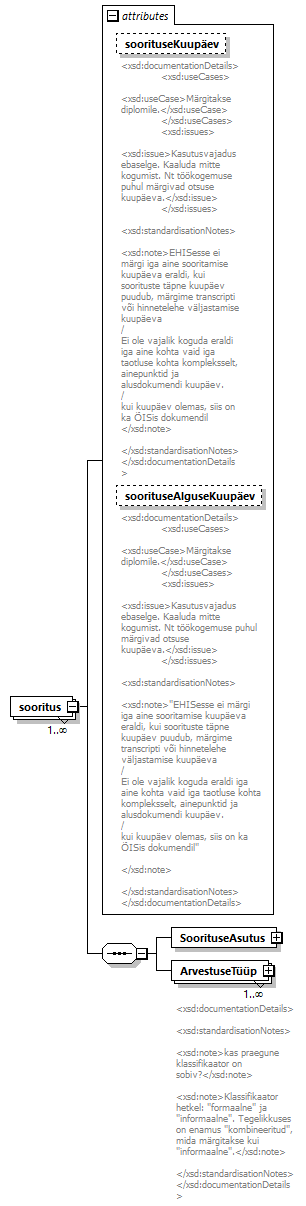 attributes
soorituseKuupäev
<xsd:documentationDetails>
<xsd:useCases>
<xsd:useCase>Märgitakse
diplomile.</xsd:useCase>
</xsd:useCases>
<xsd:issues>
<xsd:issue>Kasutusvajadus
ebaselge. Kaaluda mitte
kogumist. Nt töökogemuse
puhul märgivad otsuse
kuupäeva.</xsd:issue>
</xsd:issues>
<xsd:standardisationNotes>
<xsd:note>EHISesse ei
märgi iga aine sooritamise
kuupäeva eraldi, kui
soorituste täpne kuupäev
puudub, märgime transcripti
või hinnetelehe väljastamise
kuupäeva
/
Ei ole vajalik koguda eraldi
iga aine kohta vaid iga
taotluse kohta kompleksselt,
ainepunktid ja
alusdokumendi kuupäev.
/
kui kuupäev olemas, siis on
ka ÕISis dokumendil
</xsd:note>
</xsd:standardisationNotes>
</xsd:documentationDetails
>
soorituseAlguseKuupäev
<xsd:documentationDetails>
<xsd:useCases>
<xsd:useCase>Märgitakse
diplomile.</xsd:useCase>
</xsd:useCases>
<xsd:issues>
<xsd:issue>Kasutusvajadus
ebaselge. Kaaluda mitte
kogumist. Nt töökogemuse puhul
märgivad otsuse
kuupäeva.</xsd:issue>
</xsd:issues>
<xsd:standardisationNotes>
<xsd:note>"EHISesse ei märgi
iga aine sooritamise kuupäeva
eraldi, kui soorituste täpne
kuupäev puudub, märgime
transcripti või hinnetelehe
väljastamise kuupäeva
/
Ei ole vajalik koguda eraldi iga
aine kohta vaid iga taotluse kohta
kompleksselt, ainepunktid ja
alusdokumendi kuupäev.
/
kui kuupäev olemas, siis on ka
ÕISis dokumendil"
</xsd:note>
</xsd:standardisationNotes>
</xsd:documentationDetails>
sooritus
1..∞
SoorituseAsutus
ArvestuseTüüp
1..∞
<xsd:documentationDetails>
<xsd:standardisationNotes>
<xsd:note>kas praegune
klassifikaator on
sobiv?</xsd:note>
<xsd:note>Klassifikaator
hetkel: "formaalne" ja
"informaalne". Tegelikkuses
on enamus "kombineeritud",
mida märgitakse kui
"informaalne".</xsd:note>
</xsd:standardisationNotes>
</xsd:documentationDetails
>